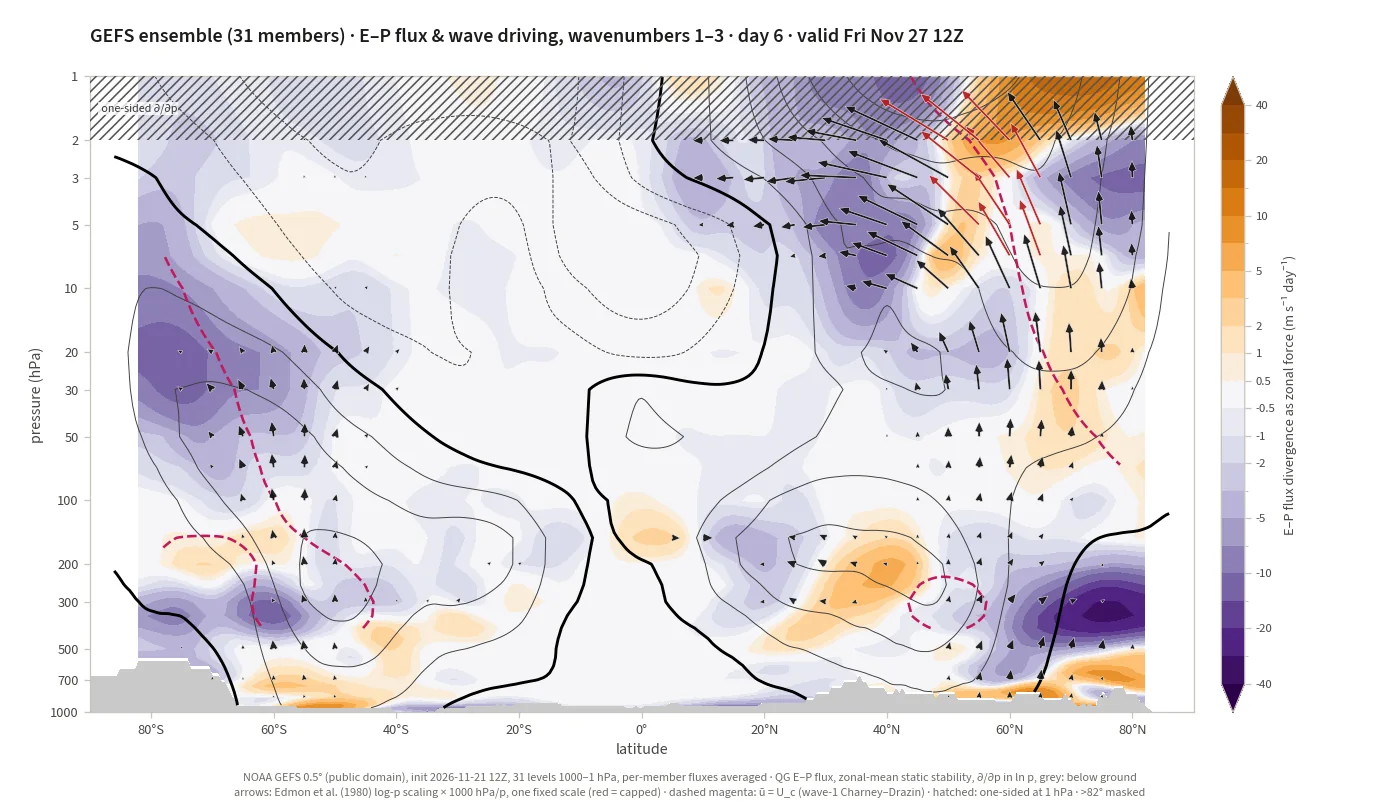 GEFS ensemble (31 members) · E–P flux & wave driving, wavenumbers 1–3 · day 6 · valid Fri Nov 27 12Z
one-sided ∂/∂p
1
2
3
5
10
20
30
50
100
200
300
500
700
1000
pressure (hPa)
80°S
60°S
40°S
20°S
0°
20°N
40°N
60°N
80°N
latitude
40
20
10
5
2
1
0.5
-0.5
-1
-2
-5
-10
-20
-40
E–P flux divergence as zonal force (m s⁻¹ day⁻¹)
NOAA GEFS 0.5° (public domain), init 2026-11-21 12Z, 31 levels 1000–1 hPa, per-member fluxes averaged · QG E–P flux, zonal-mean static stability, ∂/∂p in ln p, grey: below ground
arrows: Edmon et al. (1980) log-p scaling × 1000 hPa/p, one fixed scale (red = capped) · dashed magenta: ū = U_c (wave-1 Charney–Drazin) · hatched: one-sided at 1 hPa · >82° masked